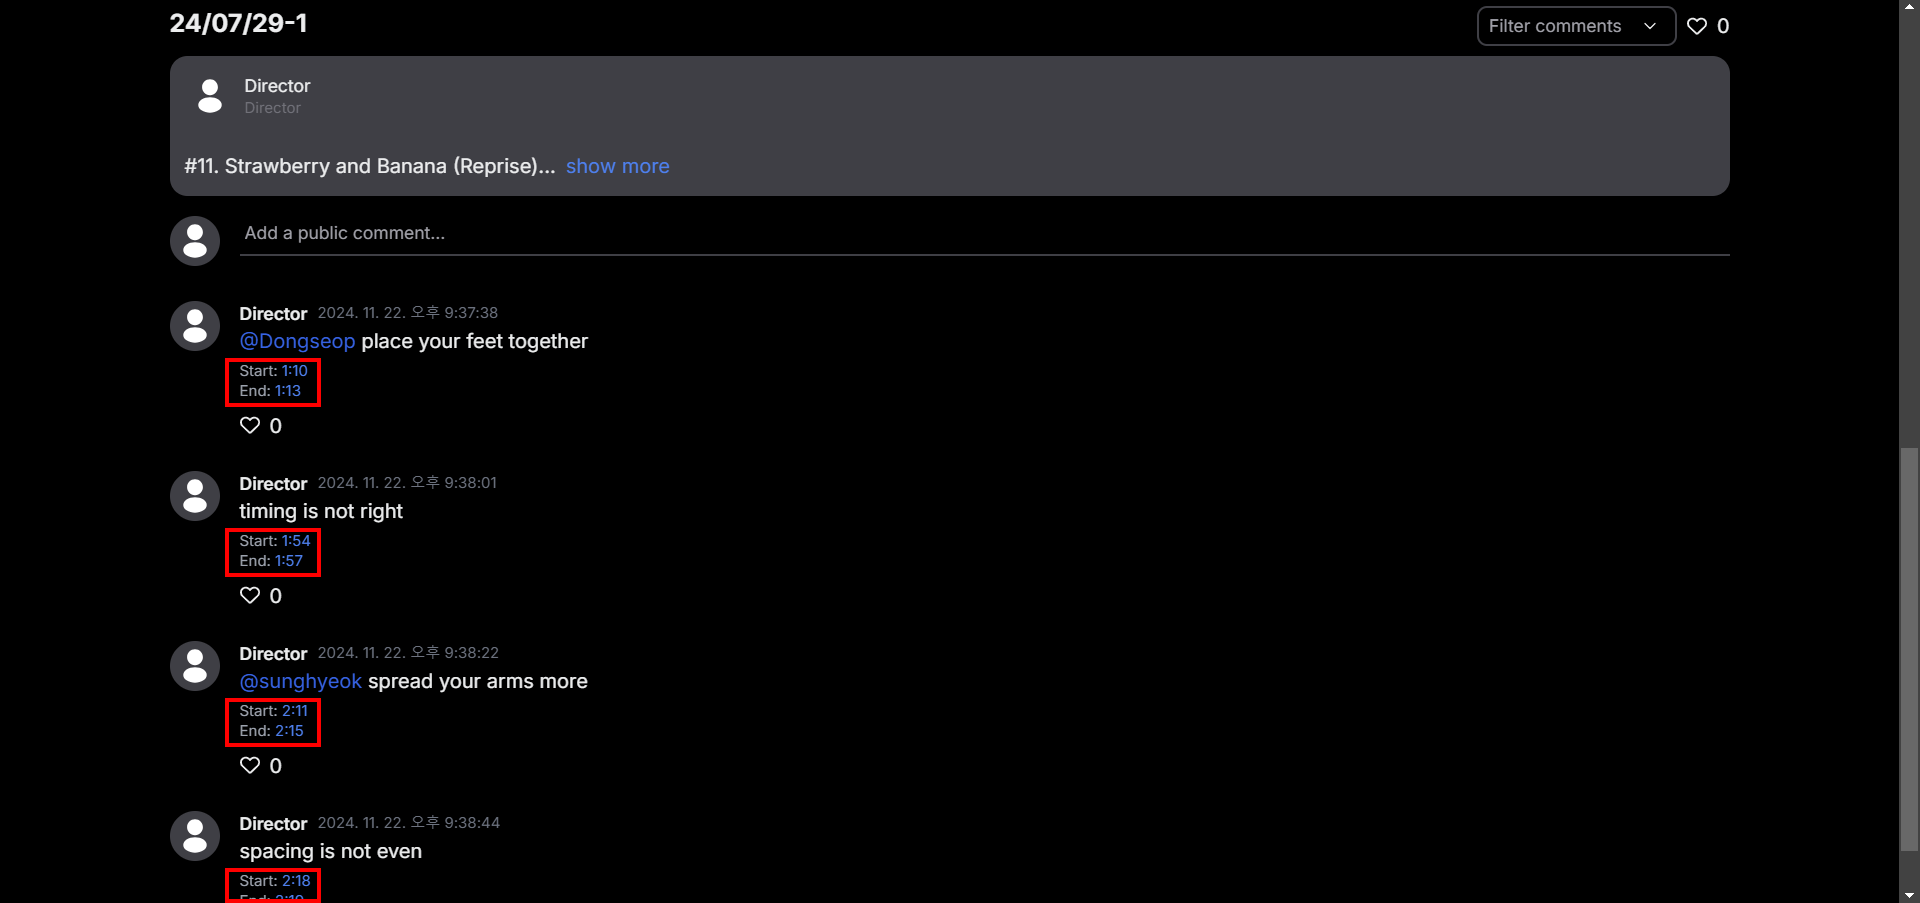 24/07/29-1
Filter comments
0
Director
Director
#11. Strawberry and Banana (Reprise)... show more
Add a public comment...
Director 2024. 11. 22. 오후 9:37:38
@Dongseop place your feet together
Start: 1:10
End: 1:13
0
Director 2024. 11. 22. 오후 9:38:01
timing is not right
Start: 1:54
End: 1:57
0
Director 2024. 11. 22. 오후 9:38:22
@sunghyeok spread your arms more
Start: 2:11
End: 2:15
0
Director 2024. 11. 22. 오후 9:38:44
spacing is not even
Start: 2:18
End: